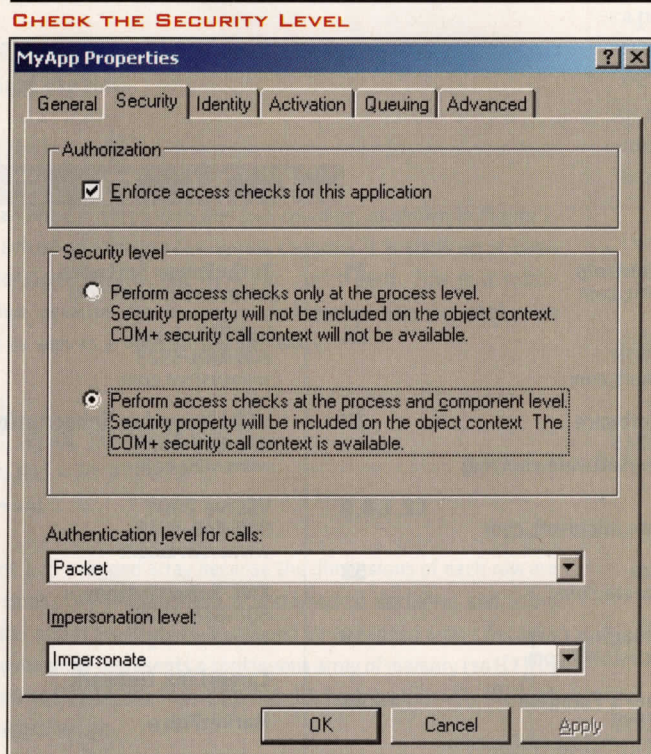 CHECK THE SECURITY LEVEL
MyApp Properties
General Security Identity Activation Queuing Advanced
Authorization
Enforce access checks for this application
Security level
Perform access checks only at the process level.
Security property will not be included on the object context.
COM+ security call context will not be available.
Perform access checks at the process and component level.
Security property will be included on the object context The
COM+ security call context is available.
Authentication level for calls:
Packet
Impersonation level:
Impersonate
OK Cancel Apply